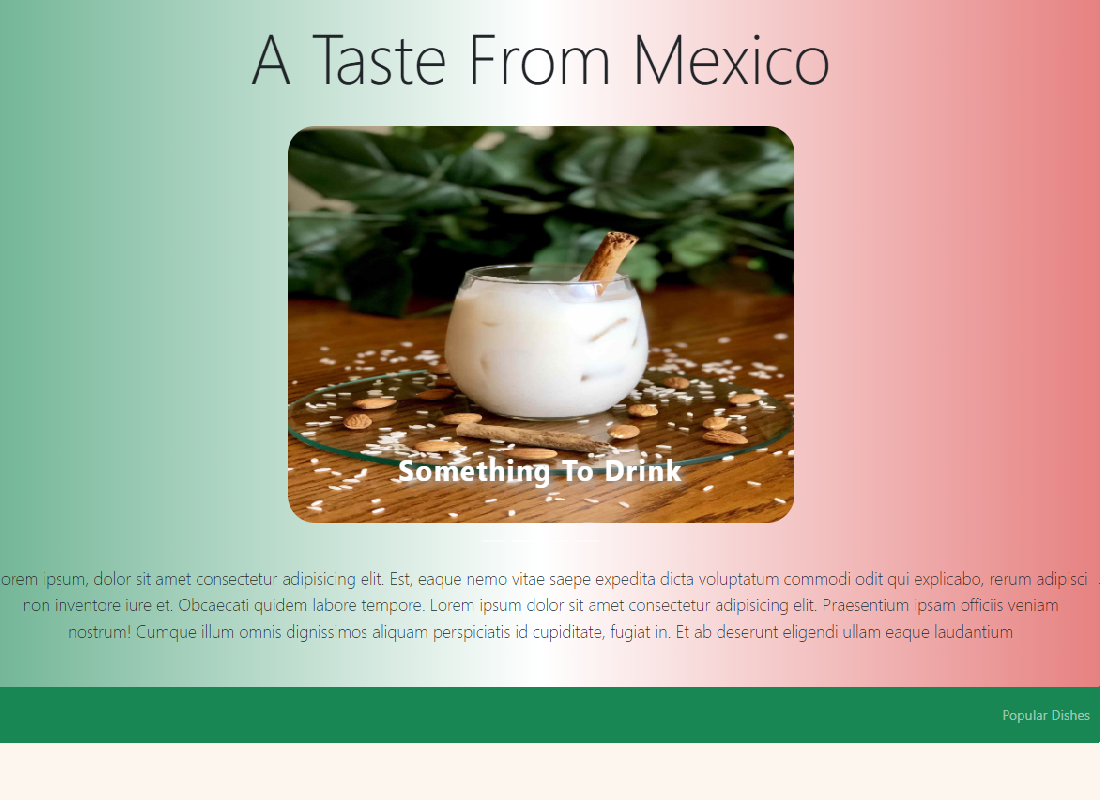 A Taste From Mexico
Something To Drink
orem ipsum, dolor sit amet consectetur adipisicing elit. Est, eaque nemo vitae saepe expedita dicta voluptatum commodi odit qui explicabo, rerum adipisci
non inventore iure et. Obcaecati quidem labore tempore. Lorem ipsum dolor sit amet consectetur adipisicing elit. Praesentium ipsam officiis veniam
nostrum! Cumque illum omnis dignissimos aliquam perspiciatis id cupiditate, fugiat in. Et ab deserunt eligendi ullam eaque laudantium
Popular Dishes